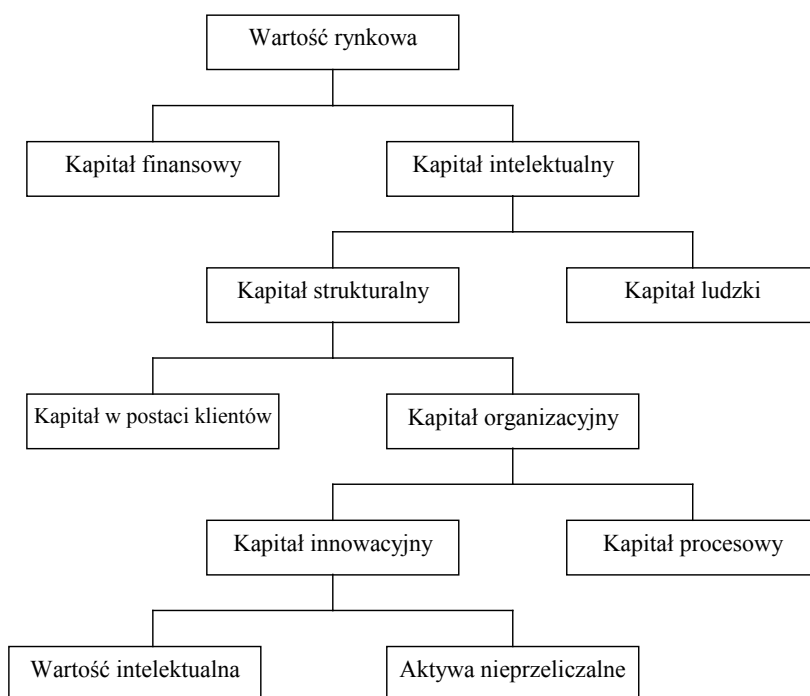 Wartość rynkowa
Kapitał finansowy
Kapitał intelektualny
Kapitał strukturalny
Kapitał ludzki
Kapitał w postaci klientów
Kapitał organizacyjny
Kapitał innowacyjny
Kapitał procesowy
Wartość intelektualna
Aktywa nieprzeliczalne